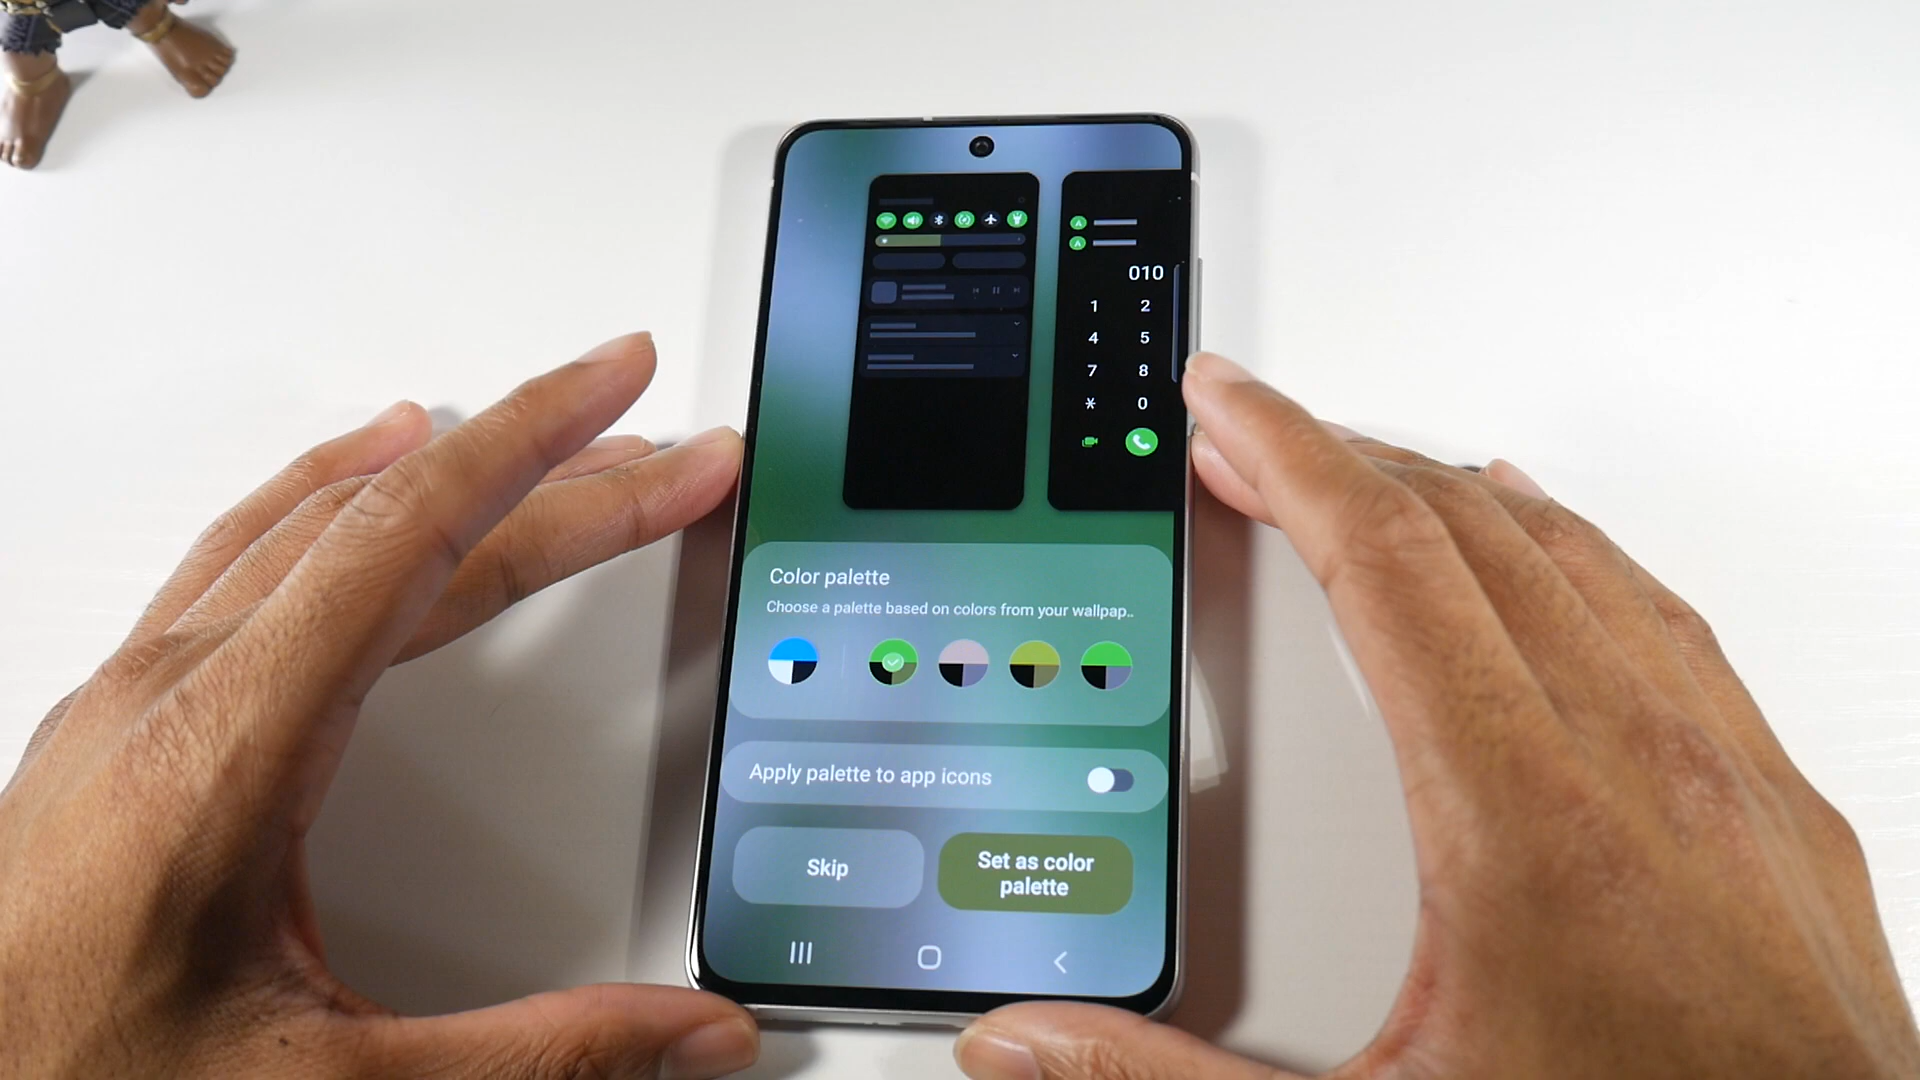 010
1 2
4 5
7 8
* 0
Color palette
Choose a palette based on colors from your wallpap..
Apply palette to app icons
Skip
Set as color
palette